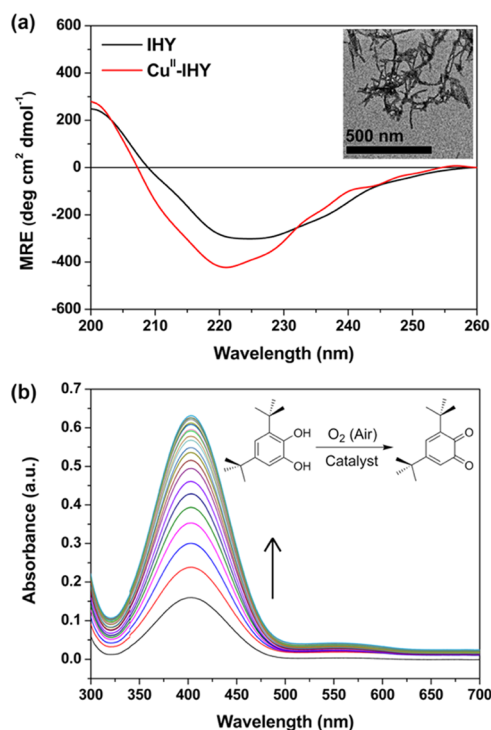 (a)
600
400
200
0
-200
-400
-600
MRE (deg cm² dmol⁻¹)
IHY
Cuᴵᴵ-IHY
500 nm
200 210 220 230 240 250 260
Wavelength (nm)
(b)
0.7
0.6
0.5
0.4
0.3
0.2
0.1
0.0
Absorbance (a.u.)
OH
OH
O₂ (Air)
Catalyst
O
O
300 350 400 450 500 550 600 650 700
Wavelength (nm)